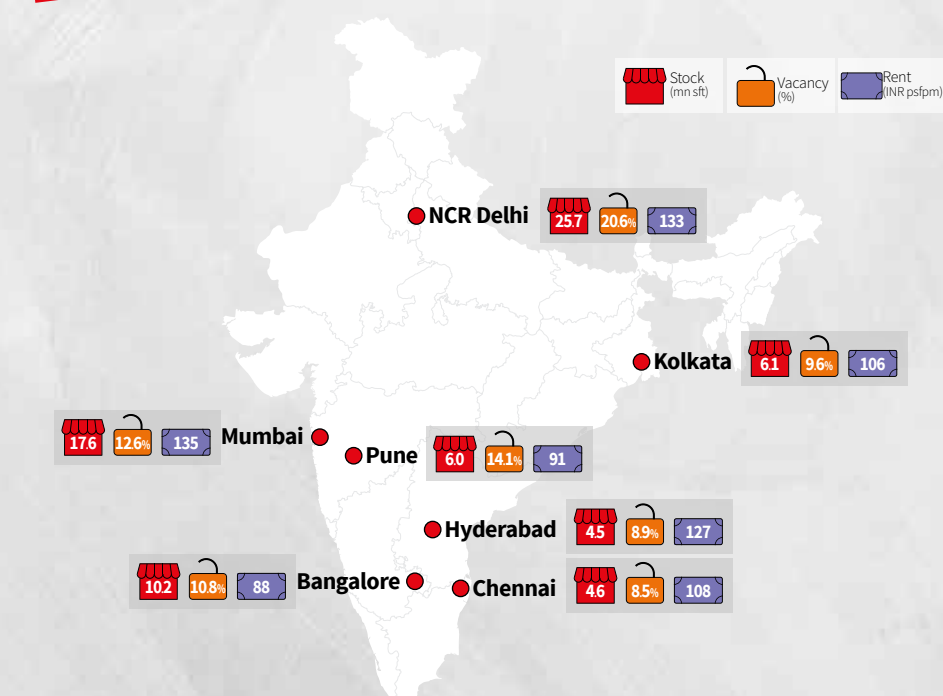 Stock
(mn sft)
Vacancy
(%)
Rent
(INR psfpm)
NCR Delhi 25.7 20.6% 133
Kolkata 6.1 9.6% 106
17.6 12.6% 135 Mumbai
Pune 6.0 14.1% 91
Hyderabad 4.5 8.9% 127
10.2 10.8% 88 Bangalore
Chennai 4.6 8.5% 108